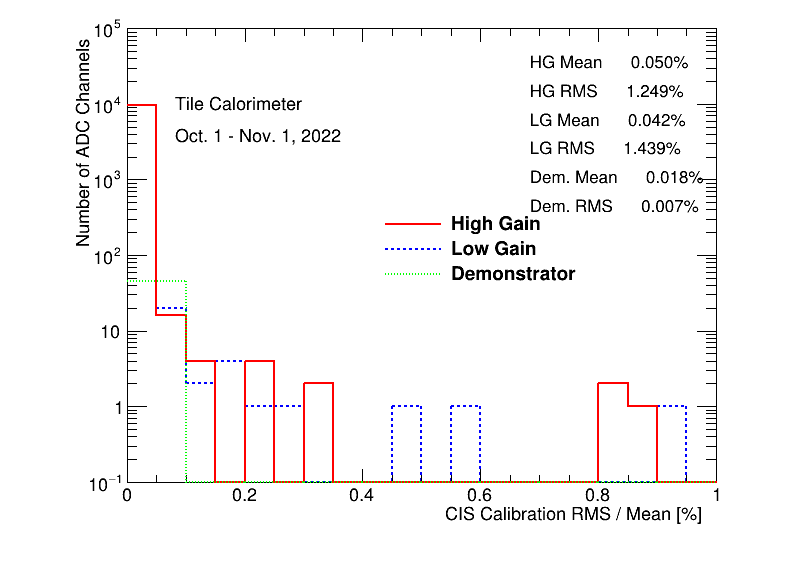 Number of ADC Channels
10^5
10^4
10^3
10^2
10
1
10^−1
Tile Calorimeter
Oct. 1 - Nov. 1, 2022
HG Mean 0.050%
HG RMS 1.249%
LG Mean 0.042%
LG RMS 1.439%
Dem. Mean 0.018%
Dem. RMS 0.007%
High Gain
Low Gain
Demonstrator
0 0.2 0.4 0.6 0.8 1
CIS Calibration RMS / Mean [%]